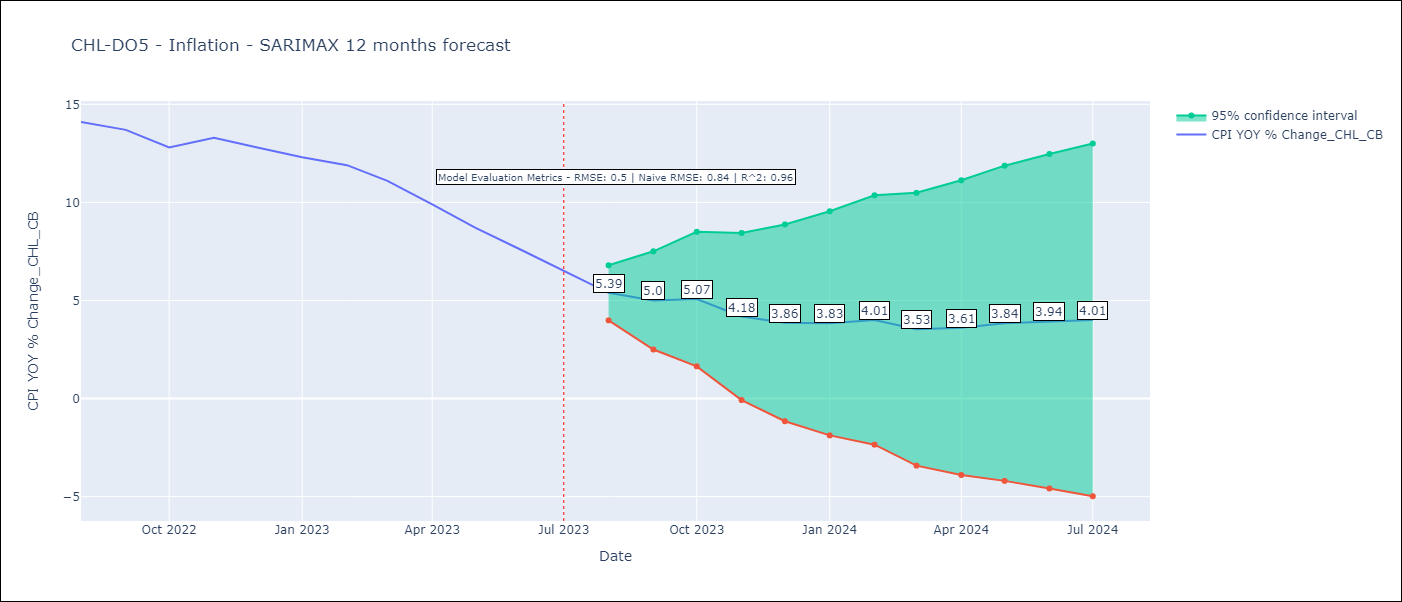 CHL-DO5 - Inflation - SARIMAX 12 months forecast
15
10
5
0
−5
CPI YOY % Change_CHL_CB
Model Evaluation Metrics - RMSE: 0.5 | Naive RMSE: 0.84 | R^2: 0.96
5.39
5.0
5.07
4.18
3.86
3.83
4.01
3.53
3.61
3.84
3.94
4.01
Oct 2022
Jan 2023
Apr 2023
Jul 2023
Oct 2023
Jan 2024
Apr 2024
Jul 2024
Date
95% confidence interval
CPI YOY % Change_CHL_CB